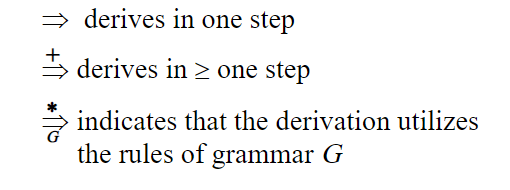 ⇒ derives in one step
+⇒ derives in ≥ one step
*⇒G indicates that the derivation utilizes
the rules of grammar G